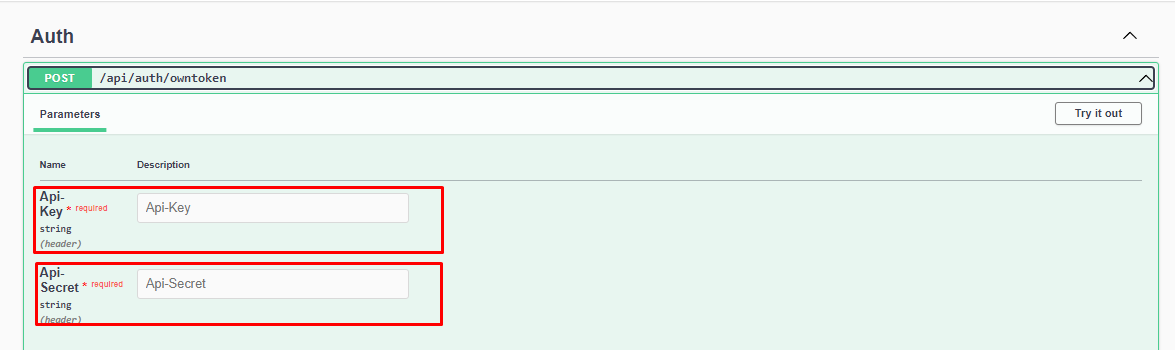 Auth
POST /api/auth/owntoken
Parameters Try it out
Name Description
Api-
Key * required Api-Key
string
(header)
Api-
Secret * required Api-Secret
string
(header)